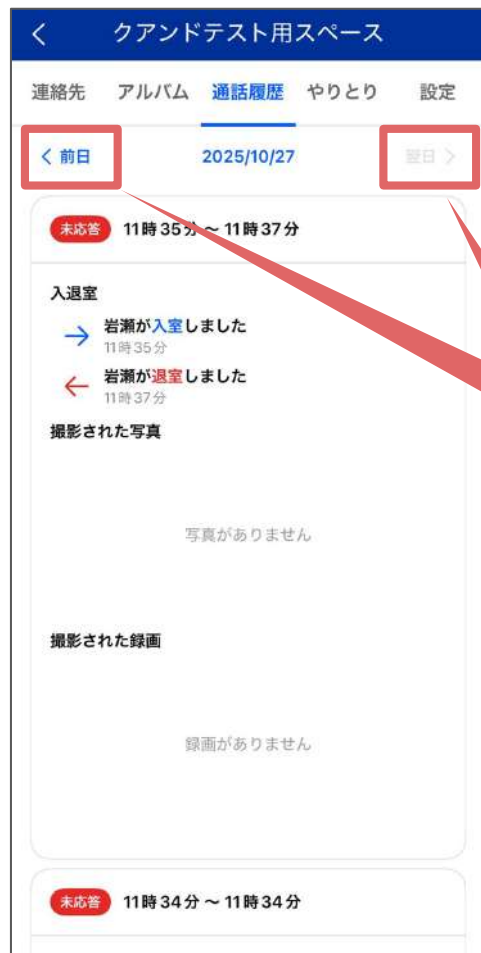 クアンドテスト用スペース
連絡先 アルバム 通話履歴 やりとり 設定
前日 2025/10/27 翌日
未応答 11時35分 ~ 11時37分
入退室
岩瀬が入室しました
11時35分
岩瀬が退室しました
11時37分
撮影された写真
写真がありません
撮影された録画
録画がありません
未応答 11時34分 ~ 11時34分